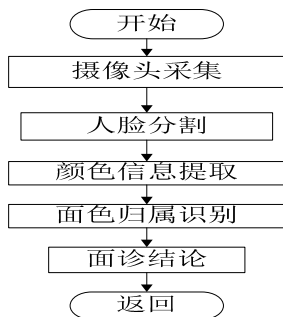 开始
摄像头采集
人脸分割
颜色信息提取
面色归属识别
面诊结论
返回